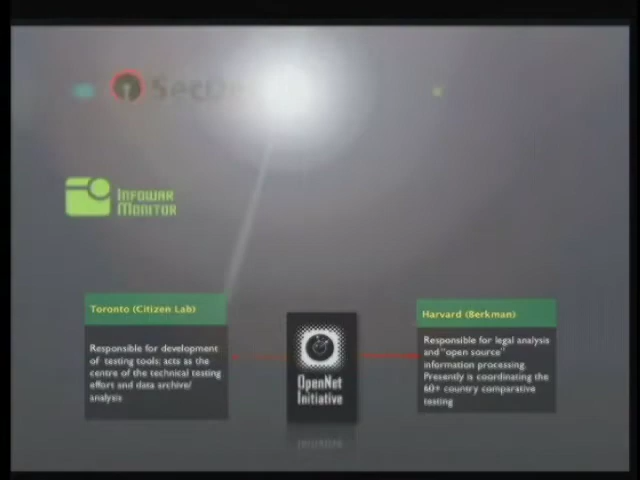 INFOWAR
MONITOR
Toronto (Citizen Lab)
Responsible for development
of testing tools: acts as the
centre of the technical testing
effort and data archive/
analysis
OpenNet
Initiative
Harvard (Berkman)
Responsible for legal analysis
and "open source"
information processing.
Presently is coordinating the
60+ country comparative
testing